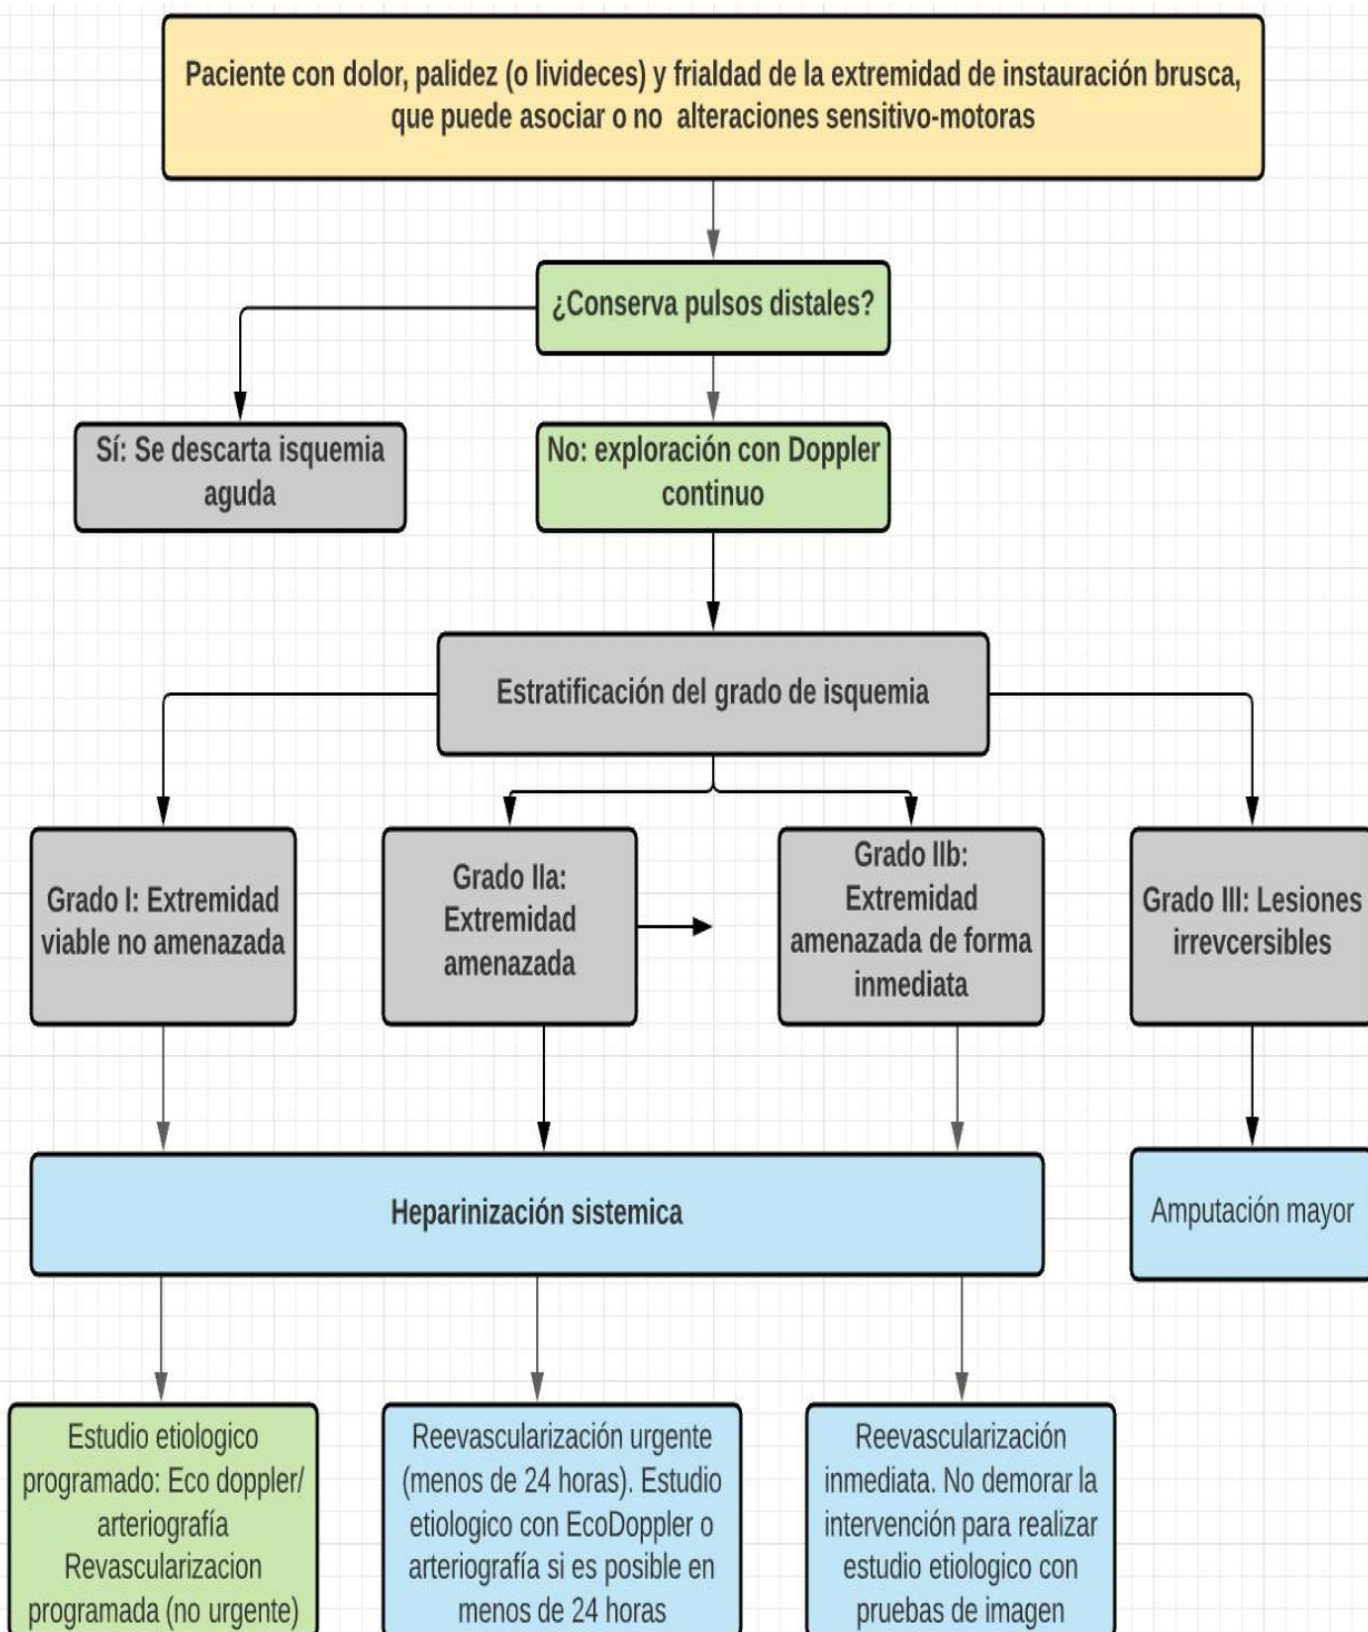 Paciente con dolor, palidez (o livideces) y frialdad de la extremidad de instauración brusca,
que puede asociar o no alteraciones sensitivo-motoras
¿Conserva pulsos distales?
Sí: Se descarta isquemia
aguda
No: exploración con Doppler
continuo
Estratificación del grado de isquemia
Grado I: Extremidad
viable no amenazada
Grado IIa:
Extremidad
amenazada
Grado IIb:
Extremidad
amenazada de forma
inmediata
Grado III: Lesiones
irrevcersibles
Heparinización sistemica
Amputación mayor
Estudio etiologico
programado: Eco doppler/
arteriografía
Revascularizacion
programada (no urgente)
Reevascularización urgente
(menos de 24 horas). Estudio
etiologico con EcoDoppler o
arteriografía si es posible en
menos de 24 horas
Reevascularización
inmediata. No demorar la
intervención para realizar
estudio etiologico con
pruebas de imagen